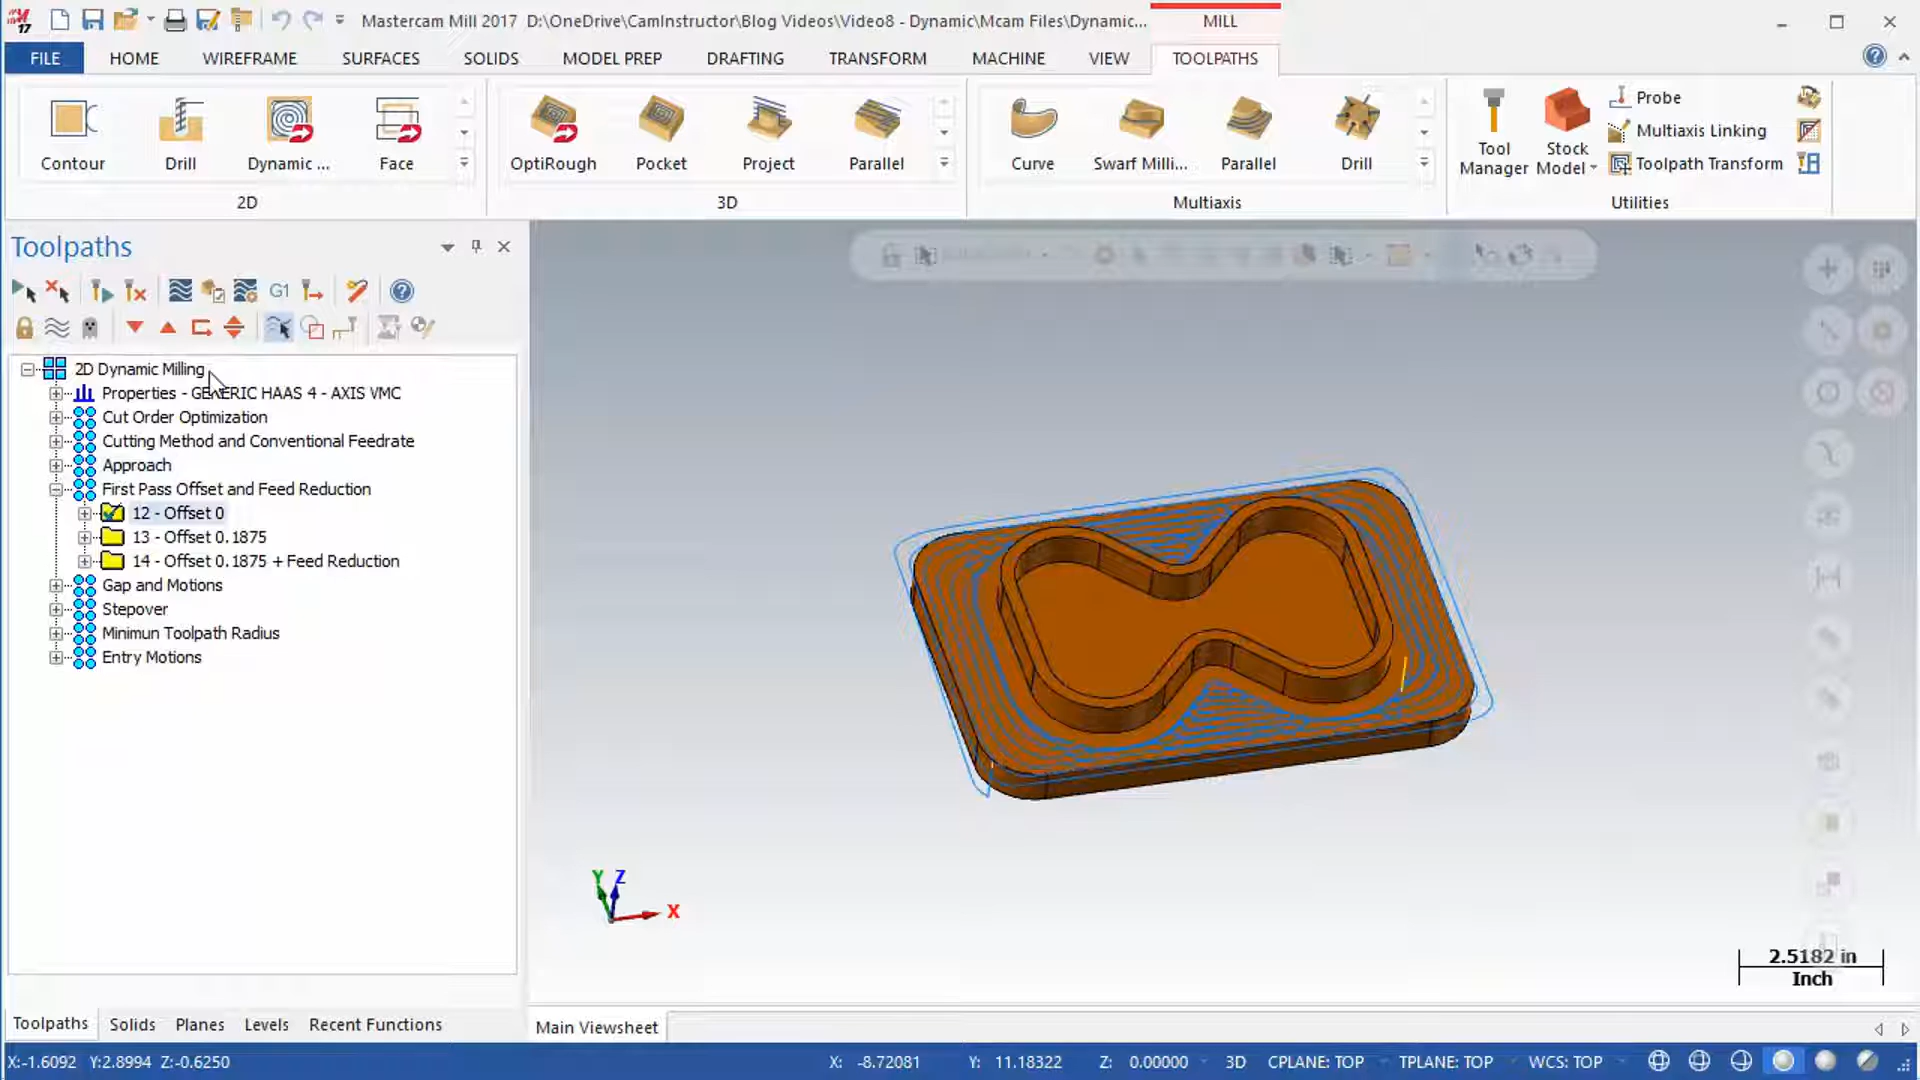 17
Mastercam Mill 2017 D:\OneDrive\CamInstructor\Blog Videos\Video8 - Dynamic\Mcam Files\Dynamic...
MILL
FILE
HOME
WIREFRAME
SURFACES
SOLIDS
MODEL PREP
DRAFTING
TRANSFORM
MACHINE
VIEW
TOOLPATHS
Contour
Drill
Dynamic ...
Face
2D
OptiRough
Pocket
Project
Parallel
3D
Curve
Swarf Milli...
Parallel
Drill
Multiaxis
Tool
Manager
Stock
Model
Probe
Multiaxis Linking
Toolpath Transform
Utilities
Toolpaths
G1
2D Dynamic Milling
Properties - GENERIC HAAS 4 - AXIS VMC
Cut Order Optimization
Cutting Method and Conventional Feedrate
Approach
First Pass Offset and Feed Reduction
12 - Offset 0
13 - Offset 0.1875
14 - Offset 0.1875 + Feed Reduction
Gap and Motions
Stepover
Minimun Toolpath Radius
Entry Motions
Y
Z
X
2.5182 in
Inch
Toolpaths
Solids
Planes
Levels
Recent Functions
Main Viewsheet
X:-1.6092 Y:2.8994 Z:-0.6250
X: -8.72081
Y: 11.18322
Z: 0.00000
3D
CPLANE: TOP
TPLANE: TOP
WCS: TOP